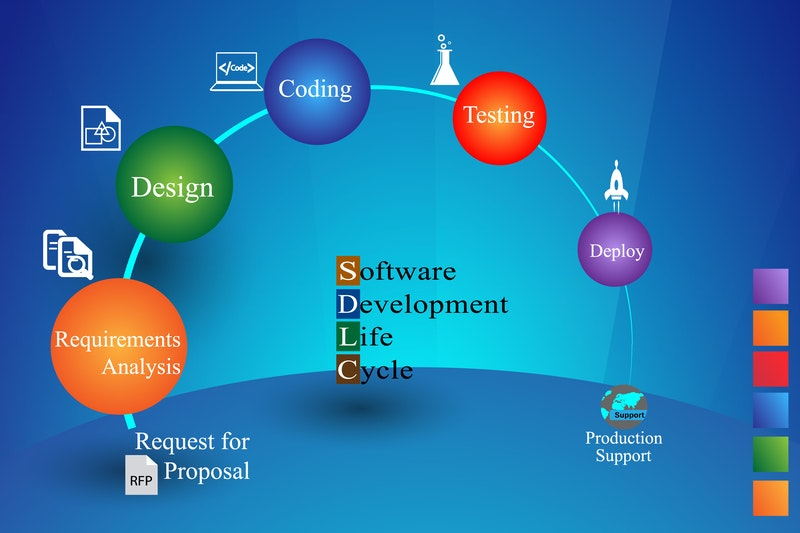 </Code>
Coding
Testing
Design
Deploy
Requirements
Analysis
Software
Development
Life
Cycle
Request for
Proposal
RFP
Support
Production
Support